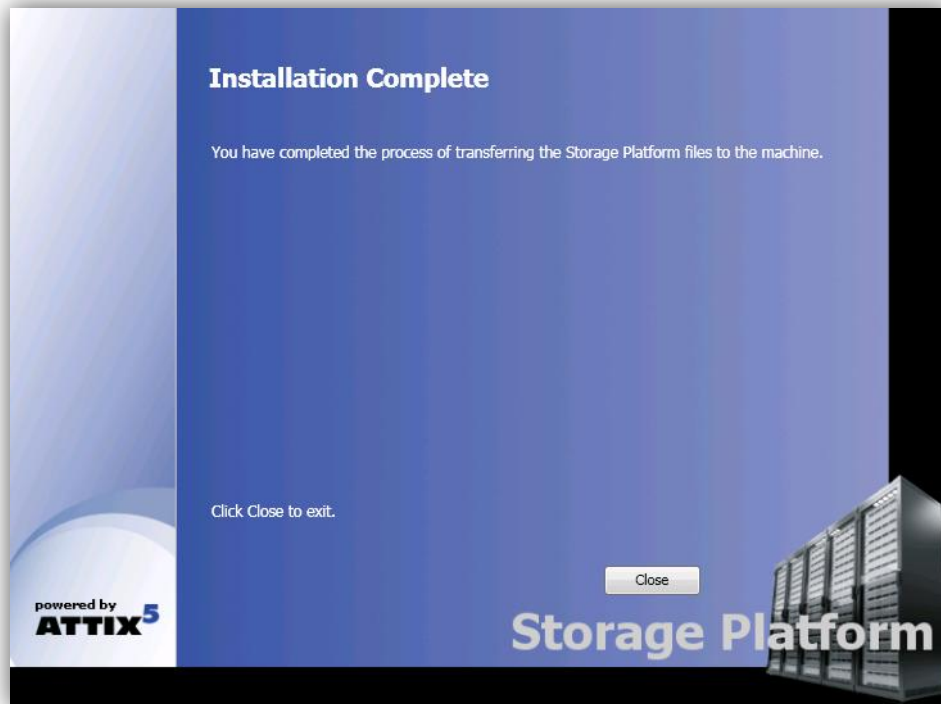 Installation Complete
You have completed the process of transferring the Storage Platform files to the machine.
Click Close to exit.
Close
powered by
ATTIX5
Storage Platform